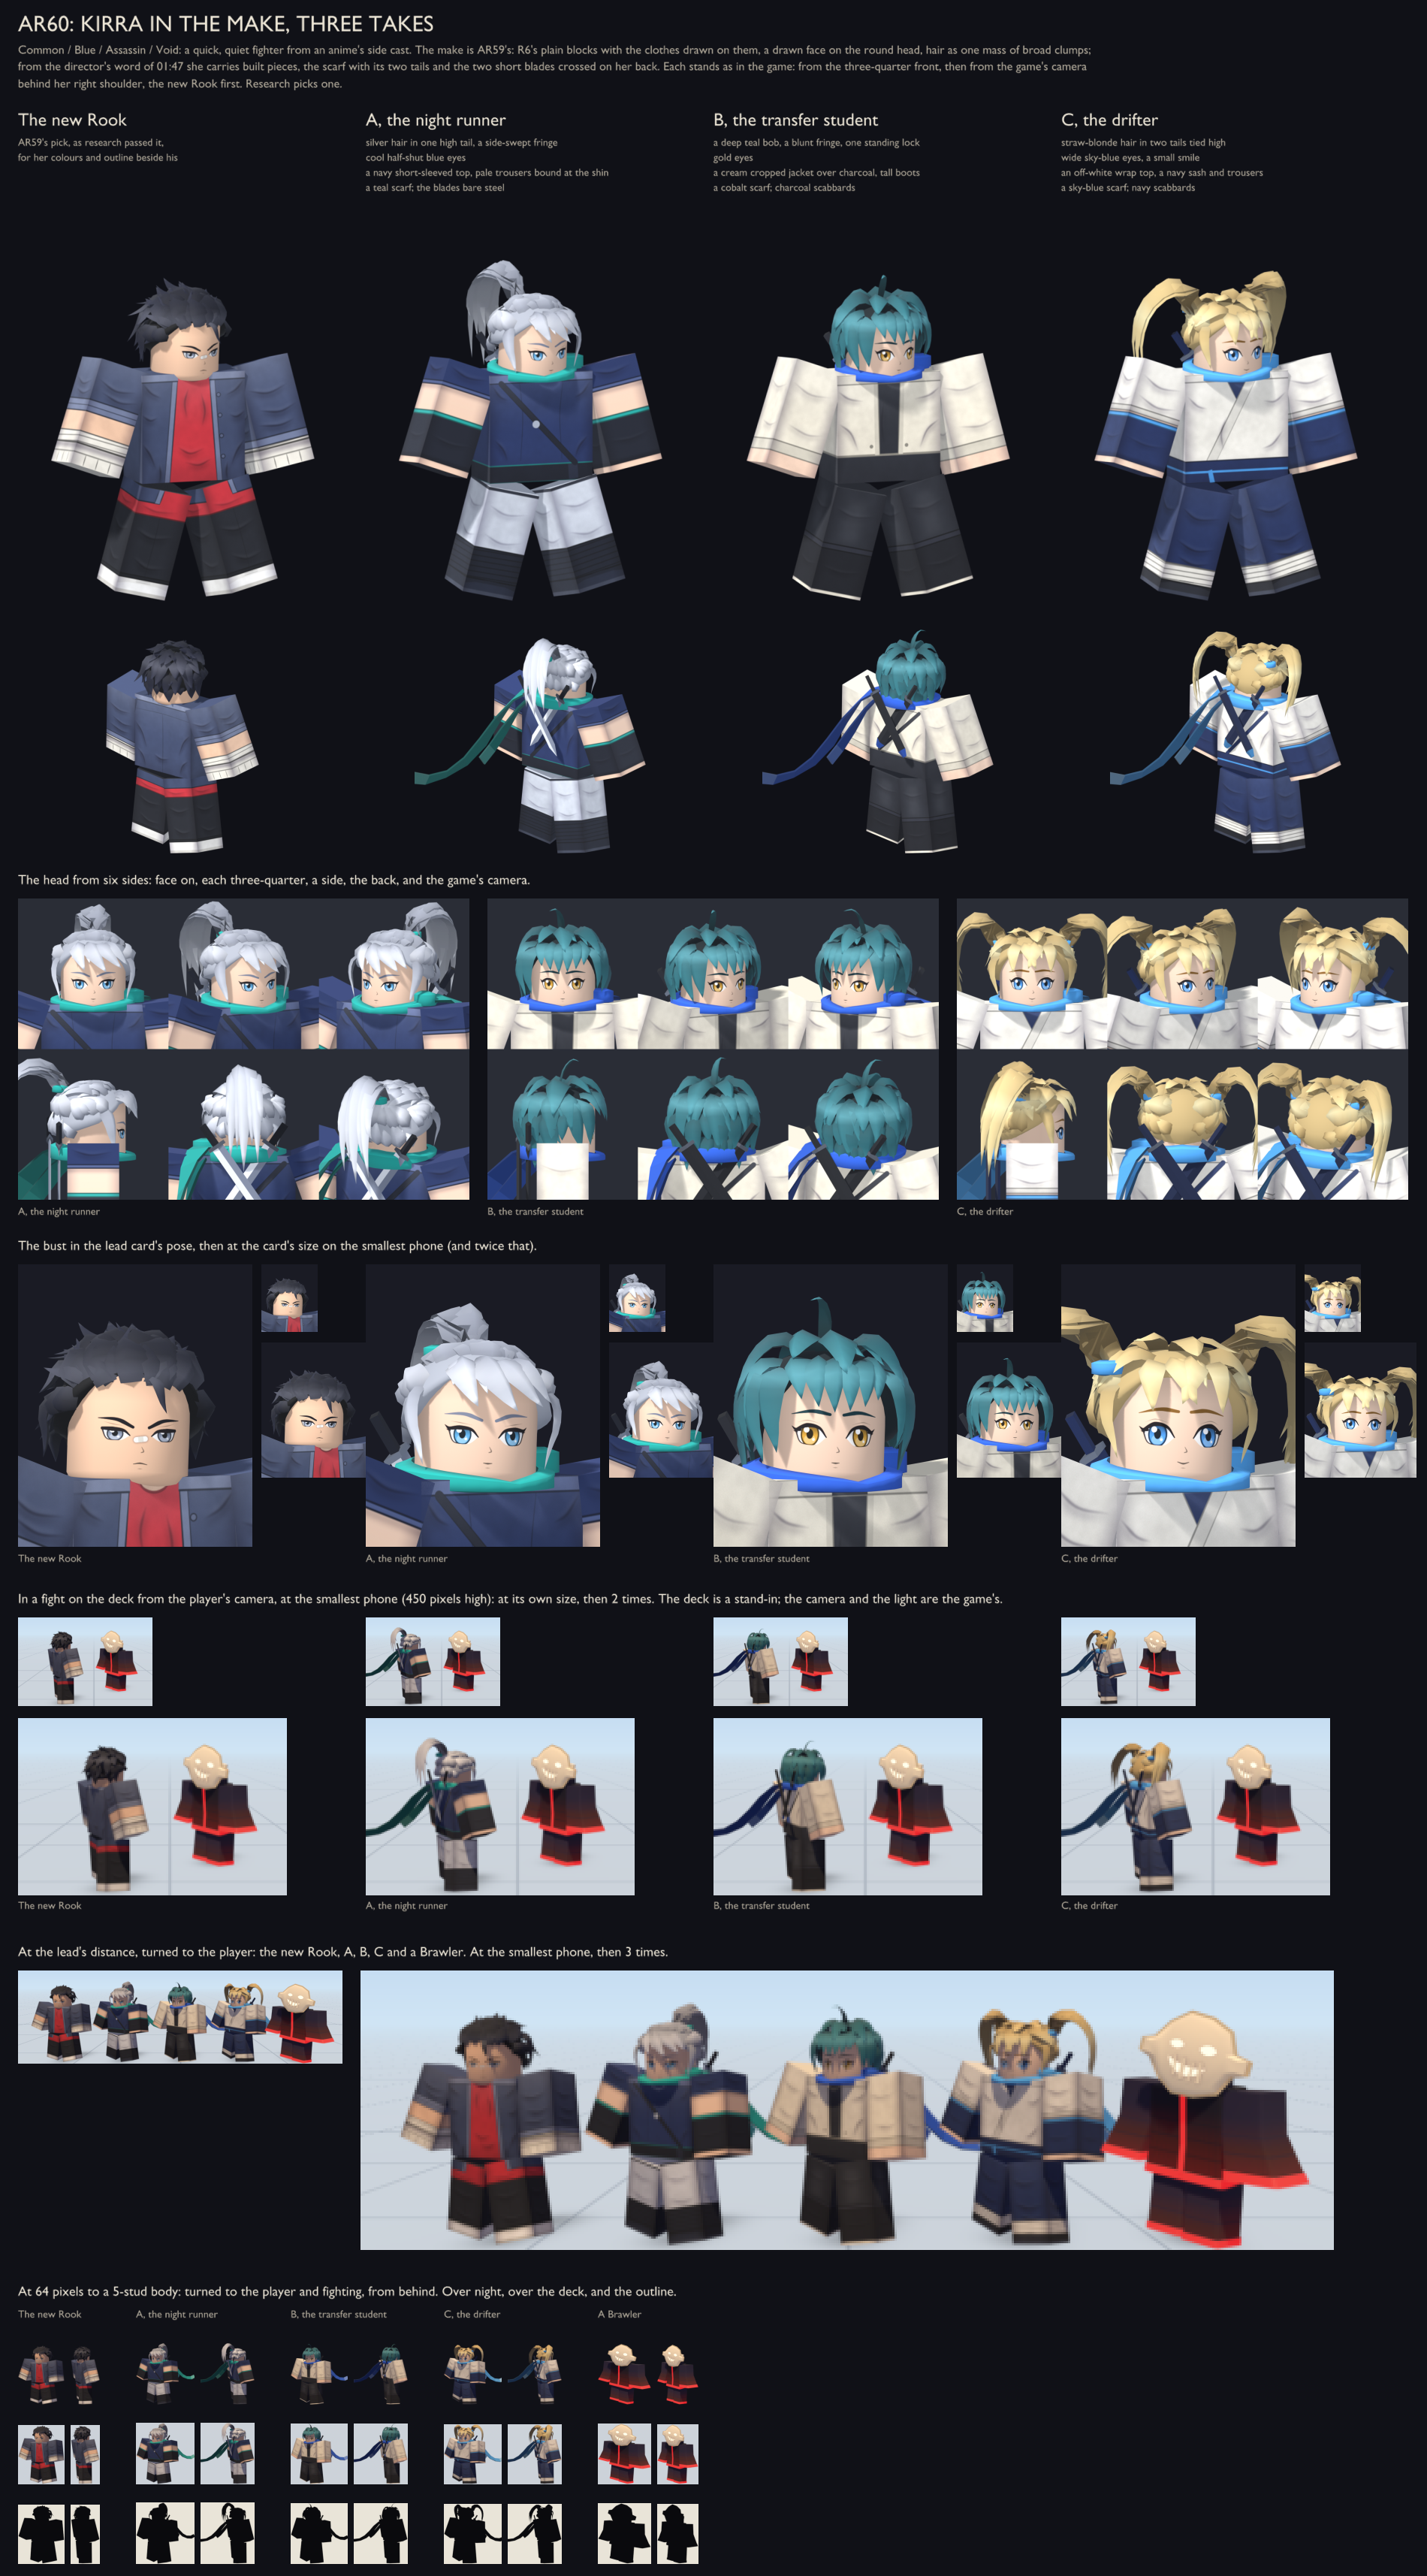 AR60: KIRRA IN THE MAKE, THREE TAKES
Common / Blue / Assassin / Void: a quick, quiet fighter from an anime's side cast. The make is AR59's: R6's plain blocks with the clothes drawn on them, a drawn face on the round head, hair as one mass of broad clumps;
from the director's word of 01:47 she carries built pieces, the scarf with its two tails and the two short blades crossed on her back. Each stands as in the game: from the three-quarter front, then from the game's camera
behind her right shoulder, the new Rook first. Research picks one.
The new Rook
AR59's pick, as research passed it,
for her colours and outline beside his
A, the night runner
silver hair in one high tail, a side-swept fringe
cool half-shut blue eyes
a navy short-sleeved top, pale trousers bound at the shin
a teal scarf; the blades bare steel
B, the transfer student
a deep teal bob, a blunt fringe, one standing lock
gold eyes
a cream cropped jacket over charcoal, tall boots
a cobalt scarf; charcoal scabbards
C, the drifter
straw-blonde hair in two tails tied high
wide sky-blue eyes, a small smile
an off-white wrap top, a navy sash and trousers
a sky-blue scarf; navy scabbards
The head from six sides: face on, each three-quarter, a side, the back, and the game's camera.
A, the night runner
B, the transfer student
C, the drifter
The bust in the lead card's pose, then at the card's size on the smallest phone (and twice that).
The new Rook
A, the night runner
B, the transfer student
C, the drifter
In a fight on the deck from the player's camera, at the smallest phone (450 pixels high): at its own size, then 2 times. The deck is a stand-in; the camera and the light are the game's.
The new Rook
A, the night runner
B, the transfer student
C, the drifter
At the lead's distance, turned to the player: the new Rook, A, B, C and a Brawler. At the smallest phone, then 3 times.
At 64 pixels to a 5-stud body: turned to the player and fighting, from behind. Over night, over the deck, and the outline.
The new Rook
A, the night runner
B, the transfer student
C, the drifter
A Brawler